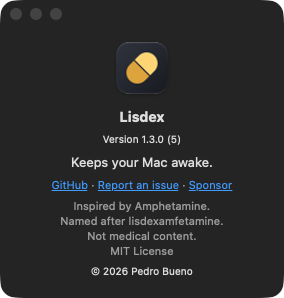 Lisdex
Version 1.3.0 (5)
Keeps your Mac awake.
GitHub · Report an issue · Sponsor
Inspired by Amphetamine.
Named after lisdexamfetamine.
Not medical content.
MIT License
© 2026 Pedro Bueno